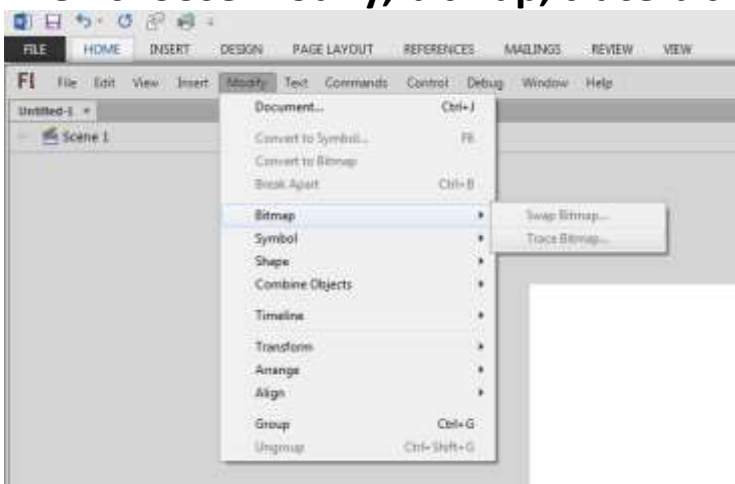 FILE HOME INSERT DESIGN PAGE LAYOUT REFERENCES MAILINGS REVIEW VIEW
Fl File Edit View Insert Modify Text Commands Control Debug Window Help
Untitled-1 ×
Scene 1
Document... Ctrl+J
Convert to Symbol... F8
Convert to Bitmap
Break Apart Ctrl+B
Bitmap
Swap Bitmap...
Symbol
Trace Bitmap...
Shape
Combine Objects
Timeline
Transform
Arrange
Align
Group Ctrl+G
Ungroup Ctrl+Shift+G